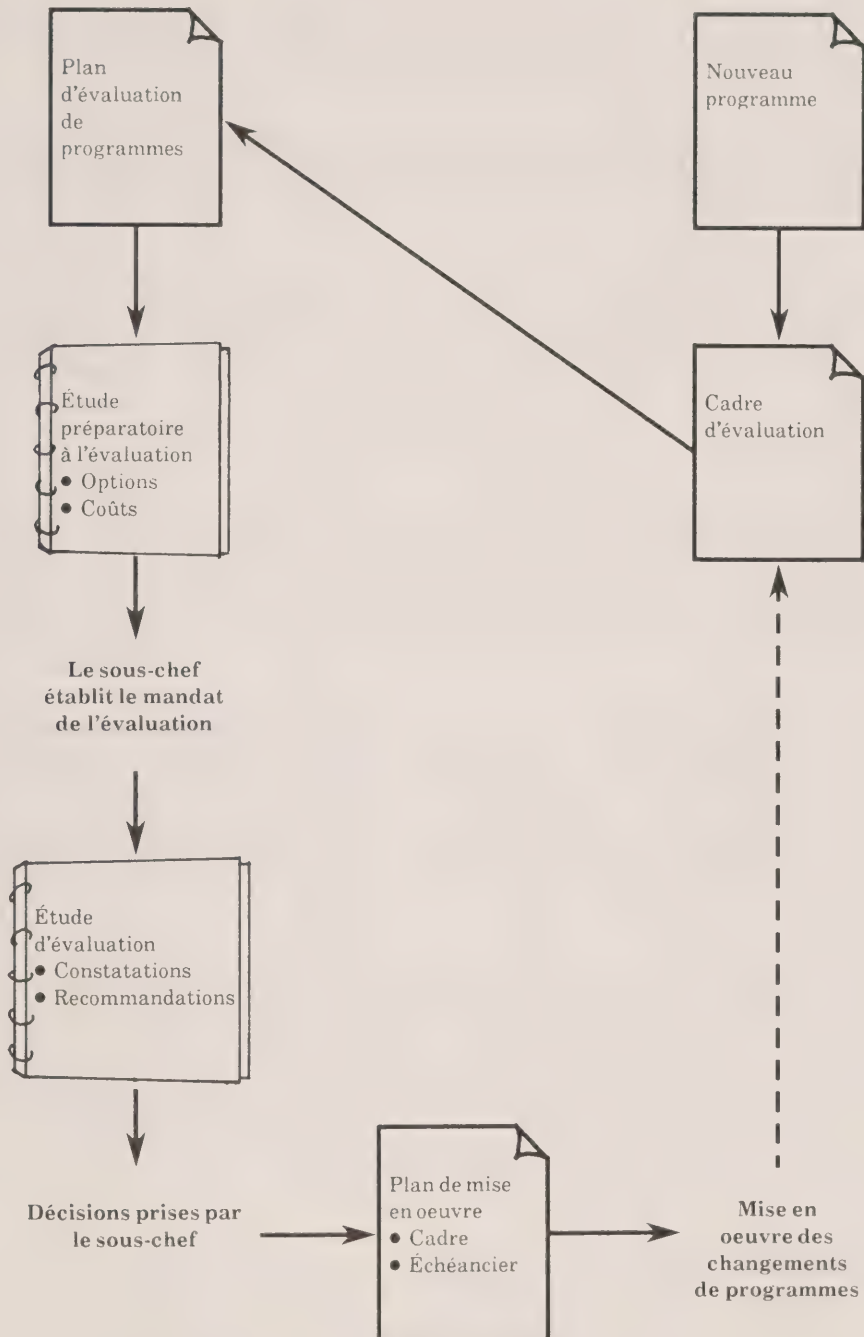 Plan
d'évaluation
de
programmes
Nouveau
programme
Étude
préparatoire
à l'évaluation
• Options
• Coûts
Cadre
d'évaluation
Le sous-chef
établit le mandat
de l'évaluation
Étude
d'évaluation
• Constatations
• Recommandations
Décisions prises par
le sous-chef
Plan de mise
en oeuvre
• Cadre
• Échéancier
Mise en
oeuvre des
changements
de programmes